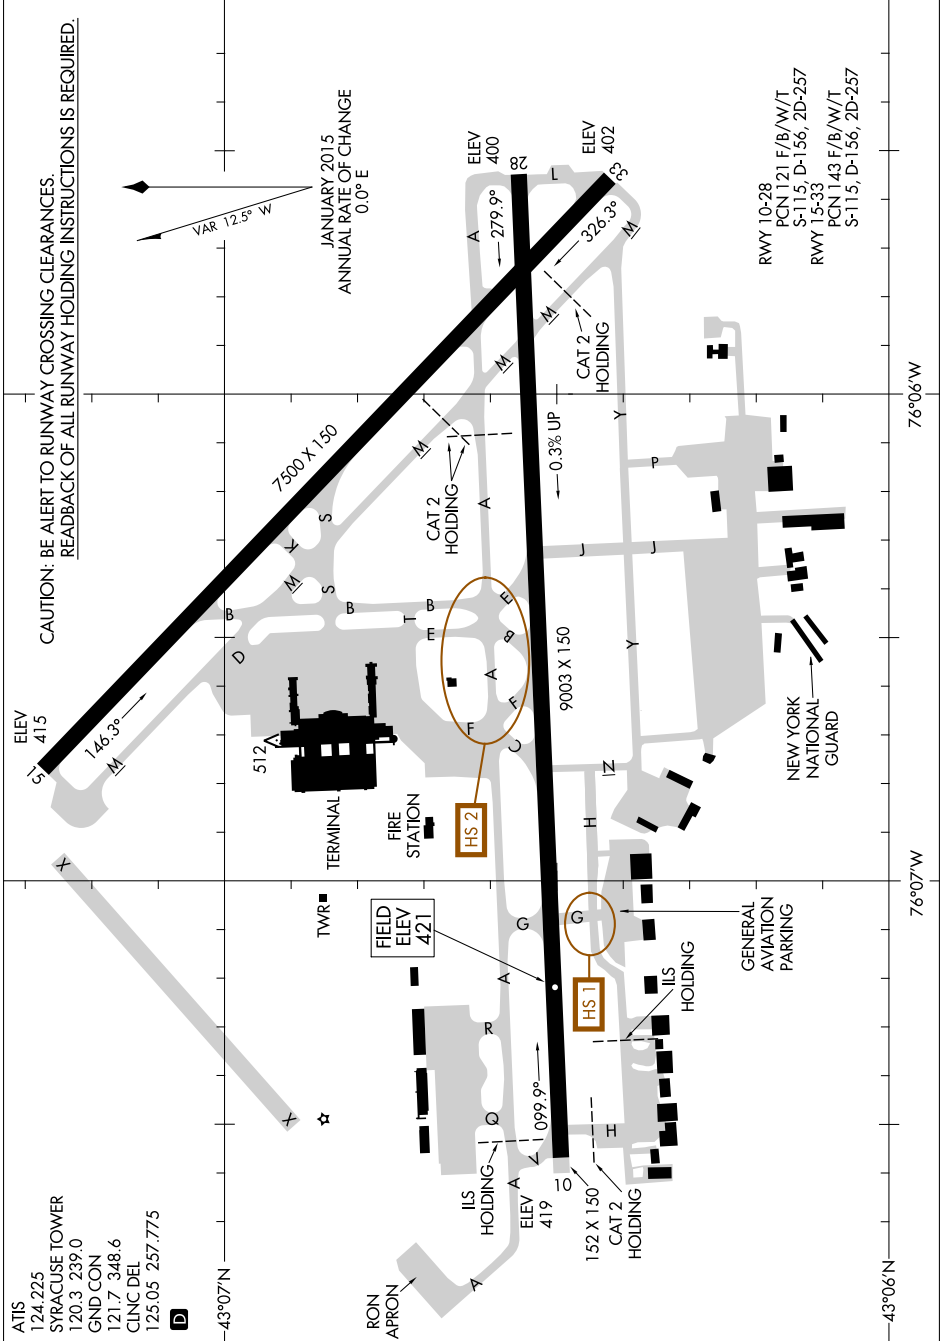 CAUTION: BE ALERT TO RUNWAY CROSSING CLEARANCES.
READBACK OF ALL RUNWAY HOLDING INSTRUCTIONS IS REQUIRED.
ATIS
124.225
SYRACUSE TOWER
120.3 239.0
GND CON
121.7 348.6
CLNC DEL
125.05 257.775
D
VAR 12.5° W
JANUARY 2015
ANNUAL RATE OF CHANGE
0.0° E
43°07'N
43°06'N
76°07'W
76°06'W
X
X
ELEV
415
15
146.3°
M
D
B
M
K
S
S
B
B
T
E
7500 X 150
M
M
M
M
CAT 2
HOLDING
CAT 2
HOLDING
ELEV
400
28
279.9°
A
L
ELEV
402
33
326.3°
512
TERMINAL
TWR
FIRE
STATION
FIELD
ELEV
421
HS 2
F
F
A
B
E
C
A
0.3% UP
9003 X 150
J
J
P
Y
Y
N
H
G
G
HS 1
A
R
Q
099.9°
ILS
HOLDING
ELEV
419
A
A
Z
10
152 X 150
CAT 2
HOLDING
H
ILS
HOLDING
RON
APRON
GENERAL
AVIATION
PARKING
NEW YORK
NATIONAL
GUARD
RWY 10-28
PCN 121 F/B/W/T
S-115, D-156, 2D-257
RWY 15-33
PCN 143 F/B/W/T
S-115, D-156, 2D-257